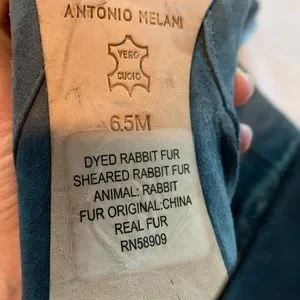 ANTONIO MELANI
VERO
CUOIO
6.5M
DYED RABBIT FUR
SHEARED RABBIT FUR
ANIMAL: RABBIT
FUR ORIGINAL:CHINA
REAL FUR
RN58909